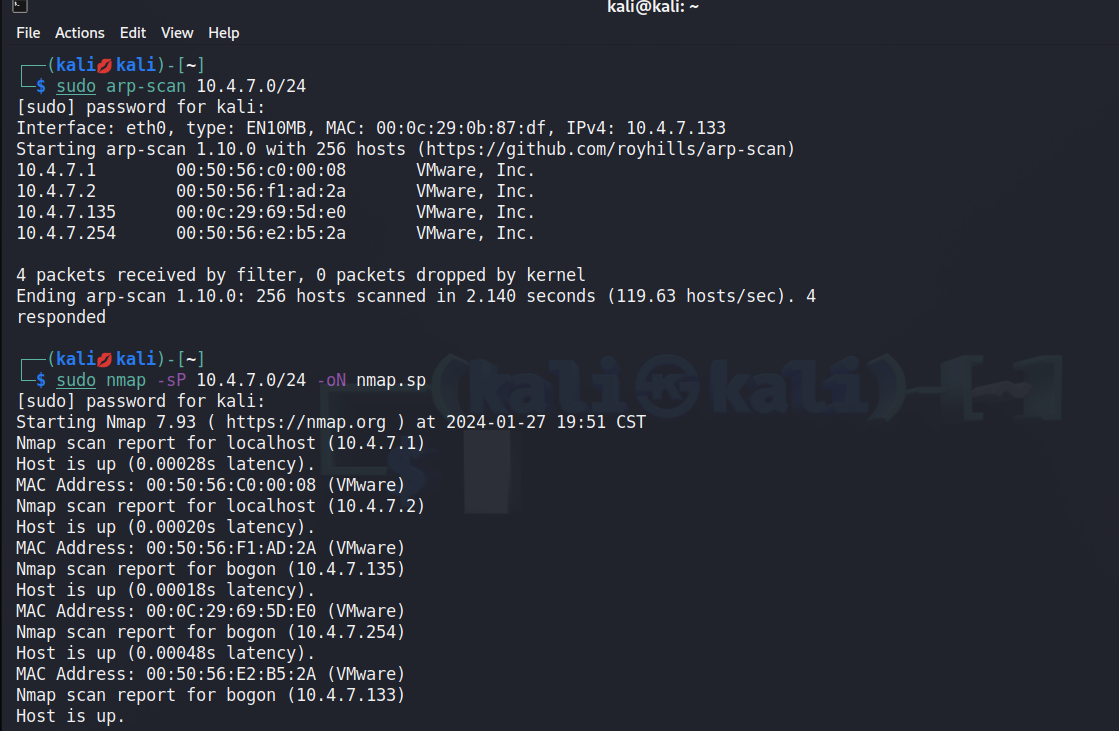 kali@kali: ~
File Actions Edit View Help
┌──(kali💋kali)-[~]
└─$ sudo arp-scan 10.4.7.0/24
[sudo] password for kali:
Interface: eth0, type: EN10MB, MAC: 00:0c:29:0b:87:df, IPv4: 10.4.7.133
Starting arp-scan 1.10.0 with 256 hosts (https://github.com/royhills/arp-scan)
10.4.7.1 00:50:56:c0:00:08 VMware, Inc.
10.4.7.2 00:50:56:f1:ad:2a VMware, Inc.
10.4.7.135 00:0c:29:69:5d:e0 VMware, Inc.
10.4.7.254 00:50:56:e2:b5:2a VMware, Inc.
4 packets received by filter, 0 packets dropped by kernel
Ending arp-scan 1.10.0: 256 hosts scanned in 2.140 seconds (119.63 hosts/sec). 4
responded
┌──(kali💋kali)-[~]
└─$ sudo nmap -sP 10.4.7.0/24 -oN nmap.sp
(kali kali)-[~]
[sudo] password for kali:
Starting Nmap 7.93 ( https://nmap.org ) at 2024-01-27 19:51 CST
Nmap scan report for localhost (10.4.7.1)
Host is up (0.00028s latency).
$
MAC Address: 00:50:56:C0:00:08 (VMware)
Nmap scan report for localhost (10.4.7.2)
Host is up (0.00020s latency).
MAC Address: 00:50:56:F1:AD:2A (VMware)
Nmap scan report for bogon (10.4.7.135)
Host is up (0.00018s latency).
MAC Address: 00:0C:29:69:5D:E0 (VMware)
Nmap scan report for bogon (10.4.7.254)
Host is up (0.00048s latency).
MAC Address: 00:50:56:E2:B5:2A (VMware)
Nmap scan report for bogon (10.4.7.133)
Host is up.